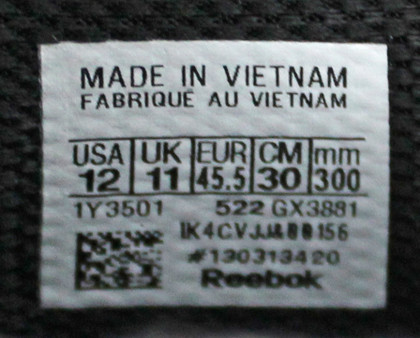 MADE IN VIETNAM
FABRIQUÉ AU VIETNAM
USA UK EUR CM mm
12 11 45.5 30 300
1Y3501 522 GX3881
#130313420
Reebok